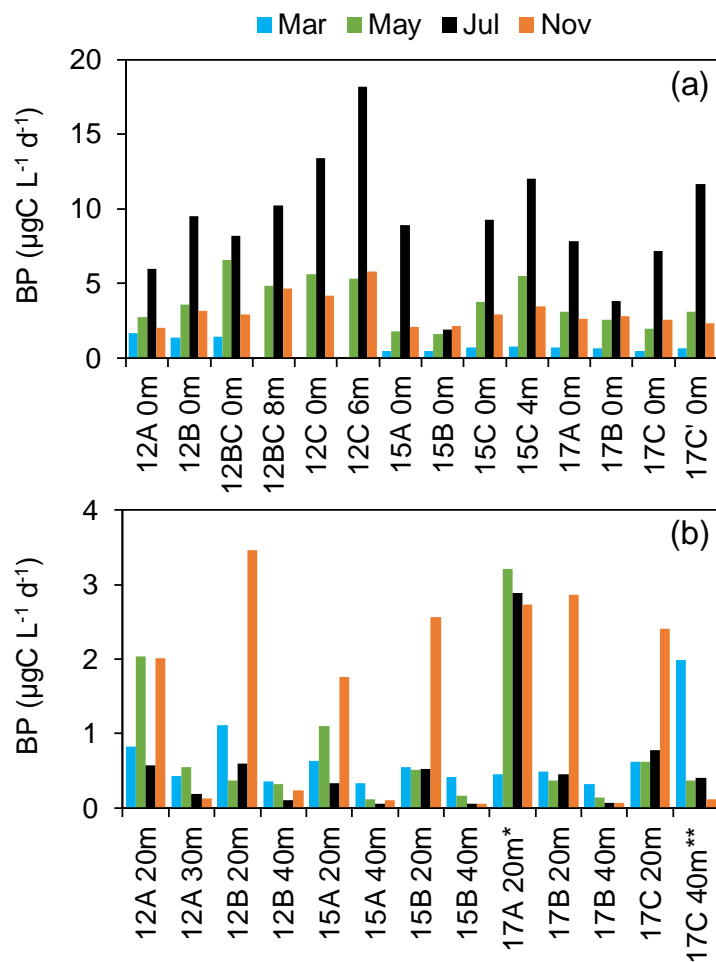 Mar May Jul Nov
(a)
BP (µgC L-1 d-1)
20
15
10
5
0
12A 0m
12B 0m
12BC 0m
12BC 8m
12C 0m
12C 6m
15A 0m
15B 0m
15C 0m
15C 4m
17A 0m
17B 0m
17C 0m
17C' 0m
(b)
BP (µgC L-1 d-1)
4
3
2
1
0
12A 20m
12A 30m
12B 20m
12B 40m
15A 20m
15A 40m
15B 20m
15B 40m
17A 20m*
17B 20m
17B 40m
17C 20m
17C 40m**